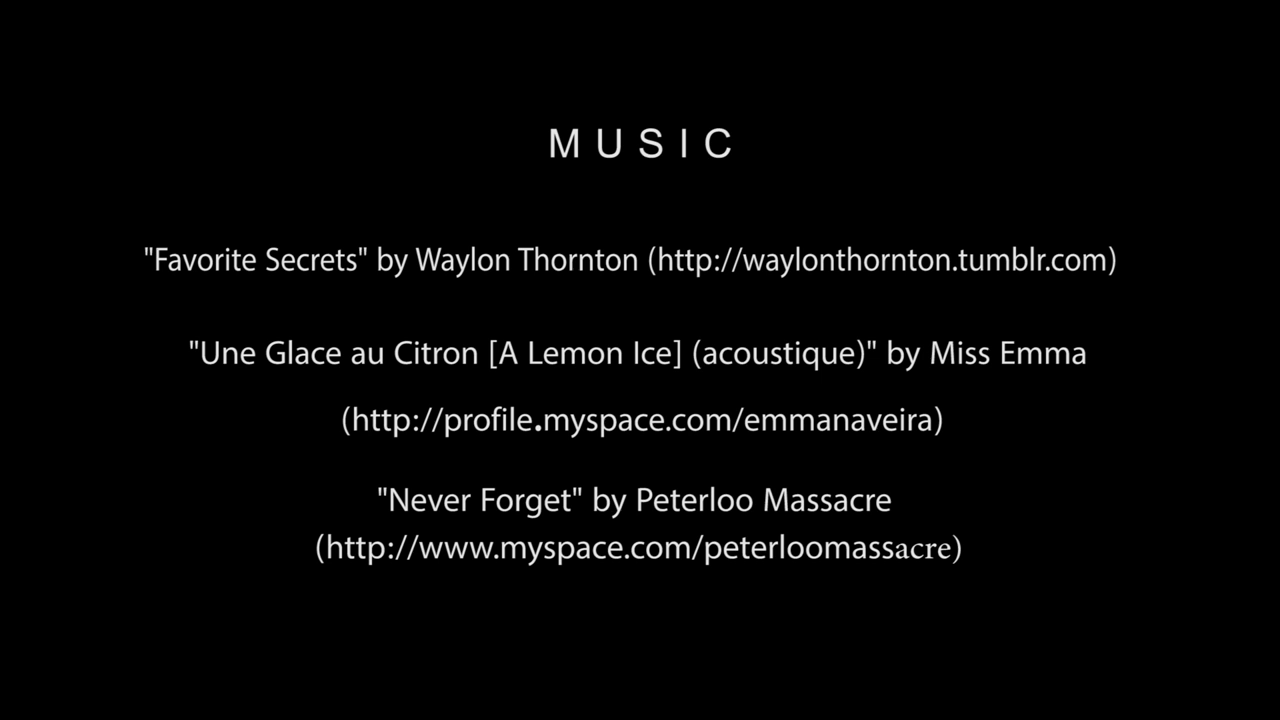 MUSIC
"Favorite Secrets" by Waylon Thornton (http://waylonthornton.tumblr.com)
"Une Glace au Citron [A Lemon Ice] (acoustique)" by Miss Emma
(http://profile.myspace.com/emmanaveira)
"Never Forget" by Peterloo Massacre
(http://www.myspace.com/peterloomassacre)